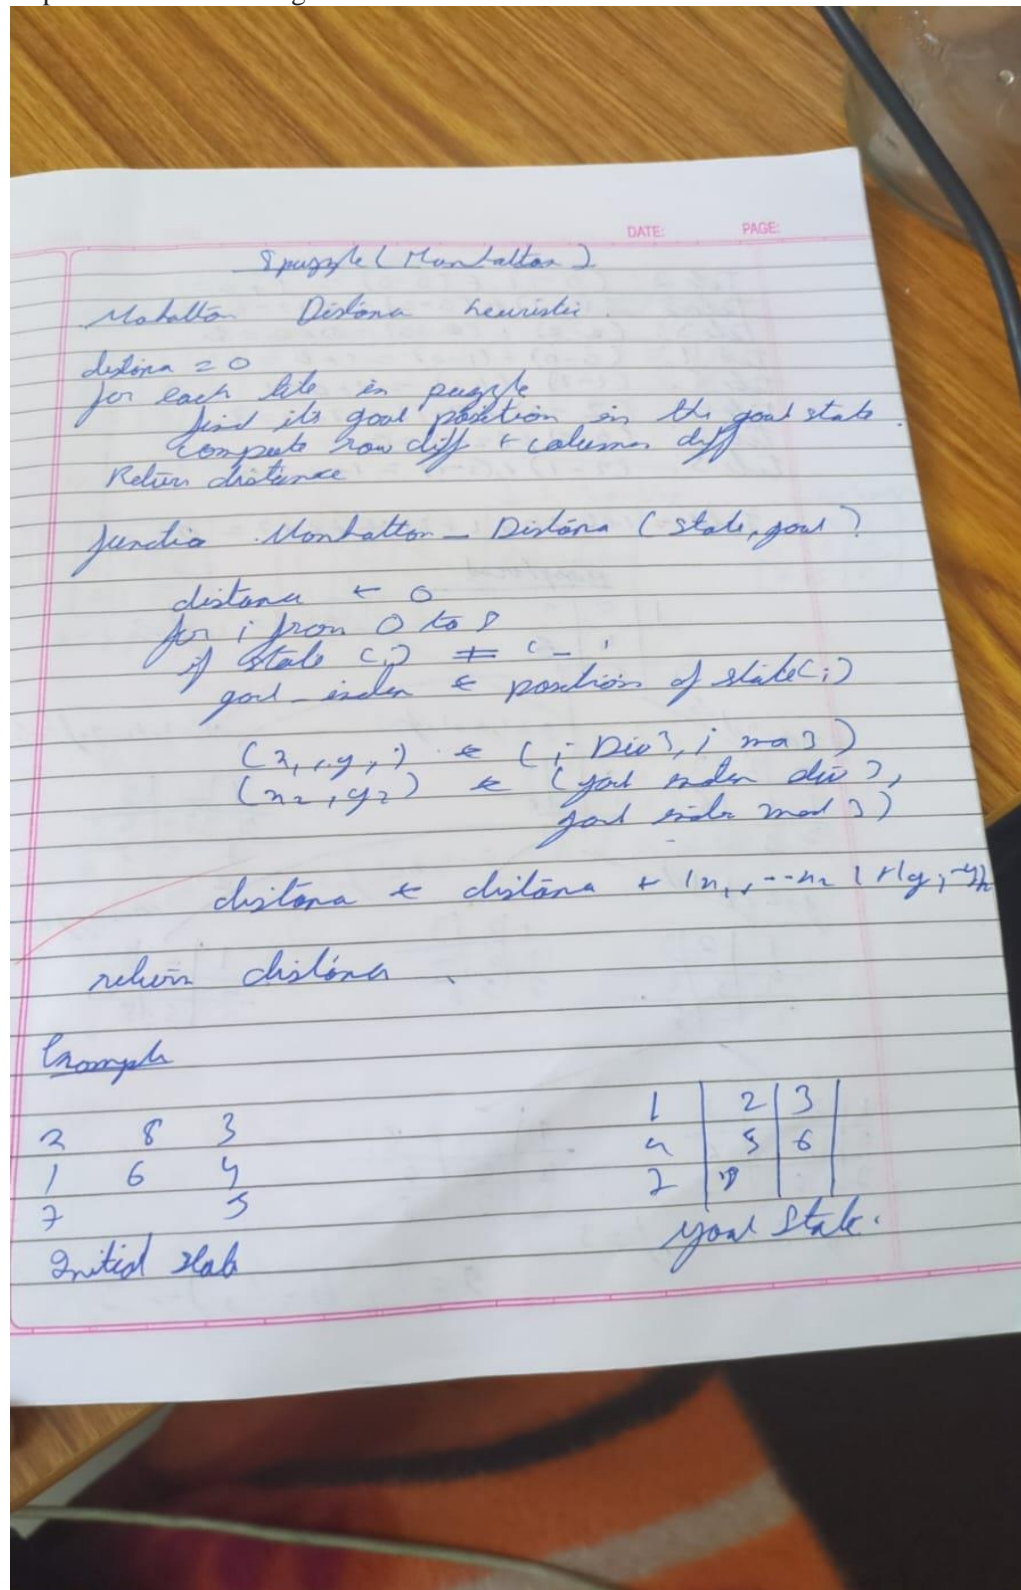 DATE: PAGE:
8 puzzle (Manhattan)
Mahattan Distance heuristic.
distance = 0
for each tile in puzzle
find its goal position in the goal state.
compute row diff + column diff
Return distance
function Manhattan_Distance (state, goal)
distance ← 0
for i from 0 to 8
if state (i) ≠ '_'
goal_index ← position of state(i)
(x1, y1) ← (i Div 3, i mod 3)
(x2, y2) ← (goal index div 3,
goal index mod 3)
distance ← distance + |x1 - x2| + |y1 - y2|
return distance
Example
2 8 3
1 6 4
7 5
Initial state
1 2 3
4 5 6
7 8
goal state.